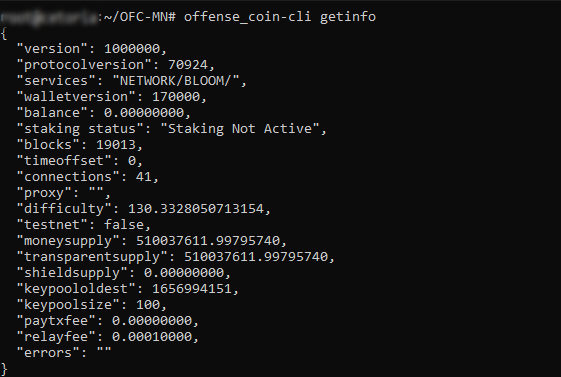 :~/OFC-MN# offense_coin-cli getinfo
{
  "version": 1000000,
  "protocolversion": 70924,
  "services": "NETWORK/BLOOM/",
  "walletversion": 170000,
  "balance": 0.00000000,
  "staking status": "Staking Not Active",
  "blocks": 19013,
  "timeoffset": 0,
  "connections": 41,
  "proxy": "",
  "difficulty": 130.3328050713154,
  "testnet": false,
  "moneysupply": 510037611.99795740,
  "transparentsupply": 510037611.99795740,
  "shieldsupply": 0.00000000,
  "keypoololdest": 1656994151,
  "keypoolsize": 100,
  "paytxfee": 0.00000000,
  "relayfee": 0.00010000,
  "errors": ""
}